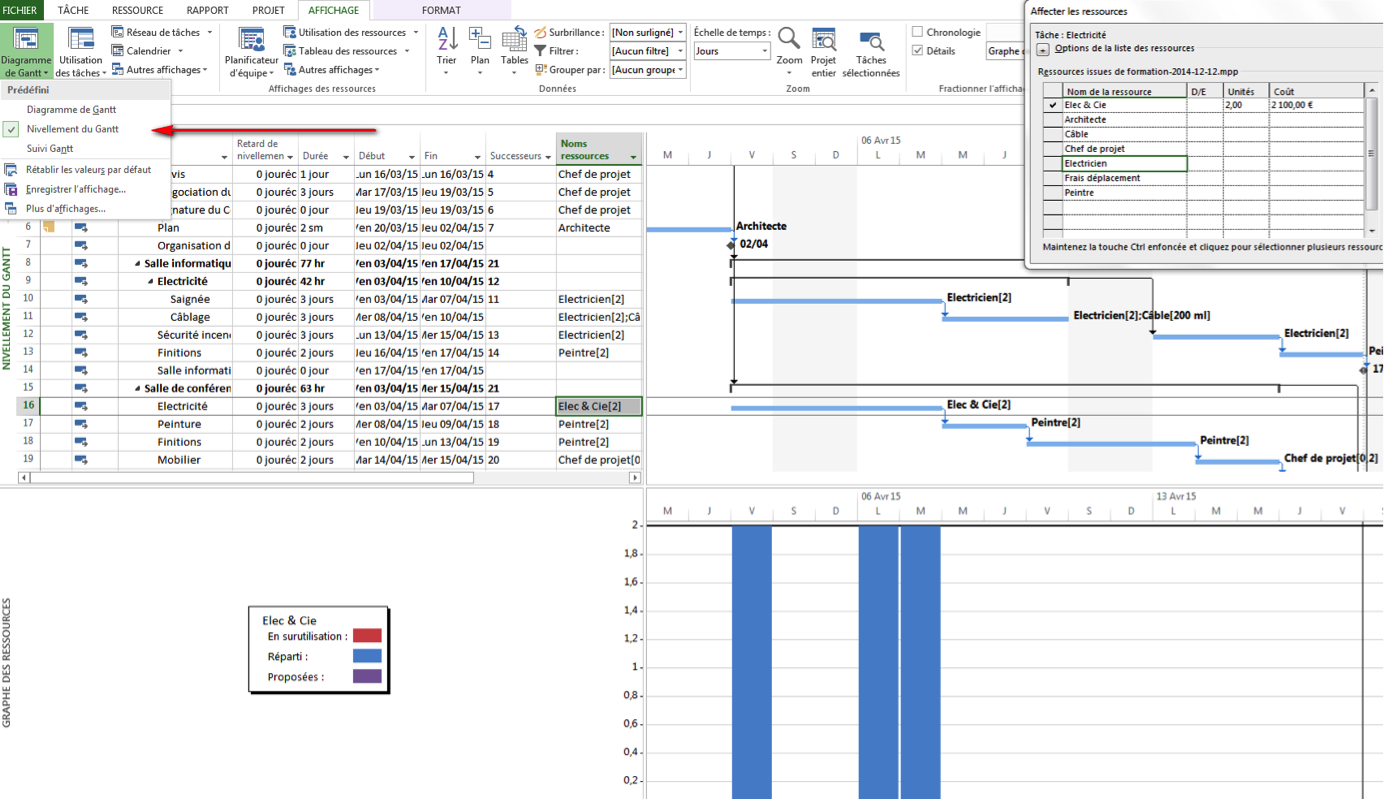 FICHIER TÂCHE RESSOURCE RAPPORT PROJET AFFICHAGE FORMAT
Diagramme de Gantt
Utilisation des tâches
Réseau de tâches
Calendrier
Autres affichages
Planificateur d'équipe
Utilisation des ressources
Tableau des ressources
Autres affichages
Affichages des ressources
Trier
Plan
Tables
Surbrillance : [Non surligné]
Filtrer : [Aucun filtre]
Grouper par : [Aucun groupe
Données
Échelle de temps :
Jours
Zoom
Projet entier
Tâches sélectionnées
Zoom
Chronologie
Détails Graphe d
Fractionner l'affichag
Prédéfini
Diagramme de Gantt
Nivellement du Gantt
Suivi Gantt
Rétablir les valeurs par défaut
Enregistrer l'affichage...
Plus d'affichages...
Affecter les ressources
Tâche : Electricité
+ Options de la liste des ressources
Ressources issues de formation-2014-12-12.mpp
Nom de la ressource D/E Unités Coût
Elec & Cie 2,00 2 100,00 €
Architecte
Câble
Chef de projet
Electricien
Frais déplacement
Peintre
Maintenez la touche Ctrl enfoncée et cliquez pour sélectionner plusieurs ressourc
NIVELLEMENT DU GANTT
Retard de nivellemen Durée Début Fin Successeurs Noms ressources
vis 0 jouréc 1 jour .un 16/03/15 .un 16/03/15 4 Chef de projet
gociation du 0 jouréc 3 jours Mar 17/03/15 Jeu 19/03/15 5 Chef de projet
gnature du C 0 jouréc 0 jour Jeu 19/03/15 Jeu 19/03/15 6 Chef de projet
6 Plan 0 jouréc 2 sm Ven 20/03/15 Jeu 02/04/15 7 Architecte
7 Organisation d 0 jouréc 0 jour Jeu 02/04/15 Jeu 02/04/15
8 Salle informatiqu 0 jouréc 77 hr Ven 03/04/15 Ven 17/04/15 21
9 Electricité 0 jouréc 42 hr Ven 03/04/15 Ven 10/04/15 12
10 Saignée 0 jouréc 3 jours Ven 03/04/15 Mar 07/04/15 11 Electricien[2]
11 Câblage 0 jouréc 3 jours Mer 08/04/15 Ven 10/04/15 Electricien[2];Câ
12 Sécurité incen 0 jouréc 3 jours .un 13/04/15 Mer 15/04/15 13 Electricien[2]
13 Finitions 0 jouréc 2 jours Jeu 16/04/15 Ven 17/04/15 14 Peintre[2]
14 Salle informati 0 jouréc 0 jour Ven 17/04/15 Ven 17/04/15
15 Salle de conféren 0 jouréc 63 hr Ven 03/04/15 Mer 15/04/15 21
16 Electricité 0 jouréc 3 jours Ven 03/04/15 Mar 07/04/15 17 Elec & Cie[2]
17 Peinture 0 jouréc 2 jours Mer 08/04/15 Jeu 09/04/15 18 Peintre[2]
18 Finitions 0 jouréc 2 jours Ven 10/04/15 .un 13/04/15 19 Peintre[2]
19 Mobilier 0 jouréc 2 jours Mar 14/04/15 Mer 15/04/15 20 Chef de projet[0
06 Avr 15
M J V S D L M M J
Architecte
02/04
Electricien[2]
Electricien[2];Câble[200 ml]
Electricien[2]
Pei
17
Elec & Cie[2]
Peintre[2]
Peintre[2]
Chef de projet[0,2]
GRAPHE DES RESSOURCES
Elec & Cie
En surutilisation :
Réparti :
Proposées :
06 Avr 15 13 Avr 15
M J V S D L M M J V S D L M M J V S
2
1,8
1,6
1,4
1,2
1
0,8
0,6
0,4
0,2